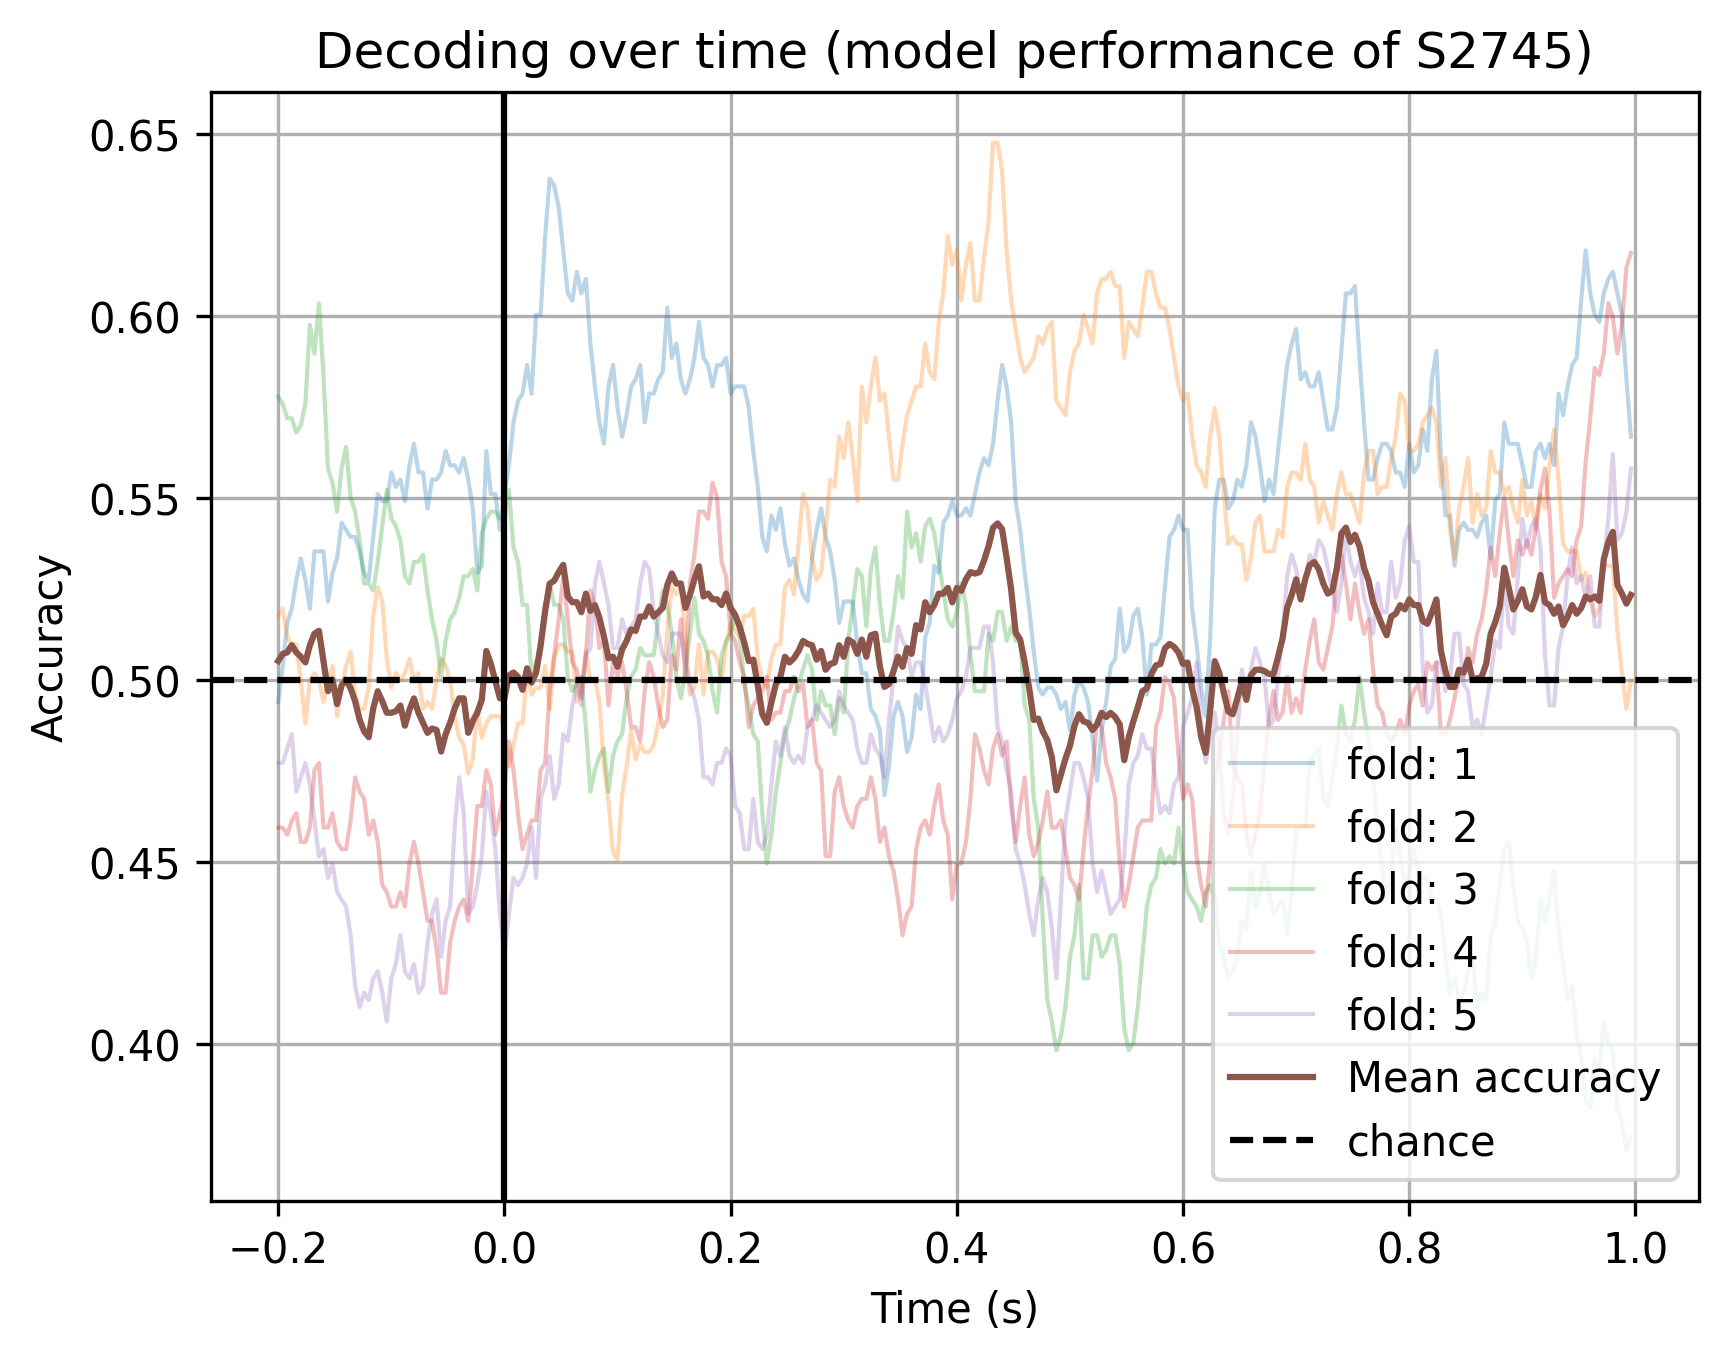 Decoding over time (model performance of S2745)
Accuracy
0.65
0.60
0.55
0.50
0.45
0.40
fold: 1
fold: 2
fold: 3
fold: 4
fold: 5
Mean accuracy
chance
−0.2 0.0 0.2 0.4 0.6 0.8 1.0
Time (s)